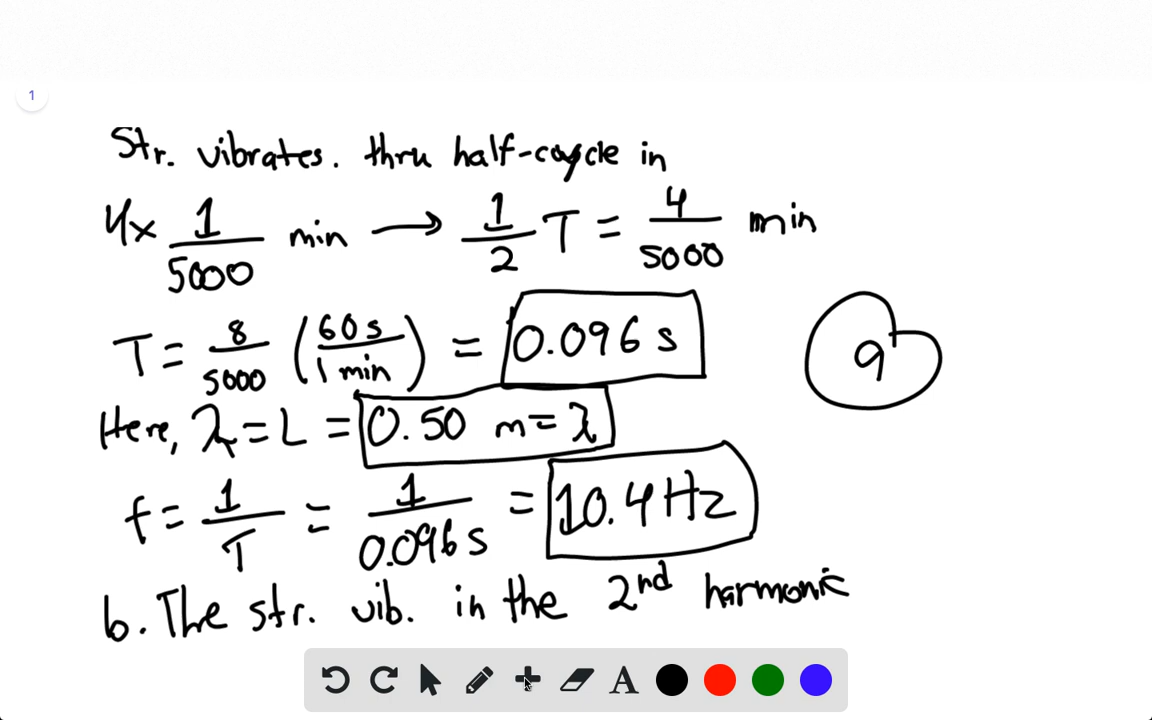 1
Str. vibrates. thru half-cycle in
4x 1/5000 min → 1/2 T = 4/5000 min
T = 8/5000 (60 s/1 min) = 0.096 s
a
Here, λ = L = 0.50 m = λ
f = 1/T = 1/0.096 s = 10.4 Hz
b. The str. vib. in the 2nd harmonic
A